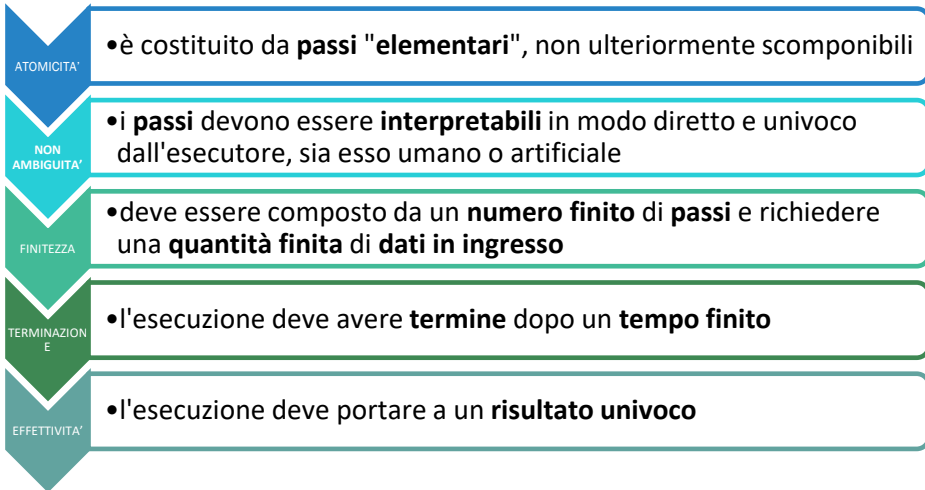 ATOMICITA’
•è costituito da passi "elementari", non ulteriormente scomponibili
NON
AMBIGUITA’
•i passi devono essere interpretabili in modo diretto e univoco
dall'esecutore, sia esso umano o artificiale
FINITEZZA
•deve essere composto da un numero finito di passi e richiedere
una quantità finita di dati in ingresso
TERMINAZION
E
•l'esecuzione deve avere termine dopo un tempo finito
EFFETTIVITA’
•l'esecuzione deve portare a un risultato univoco